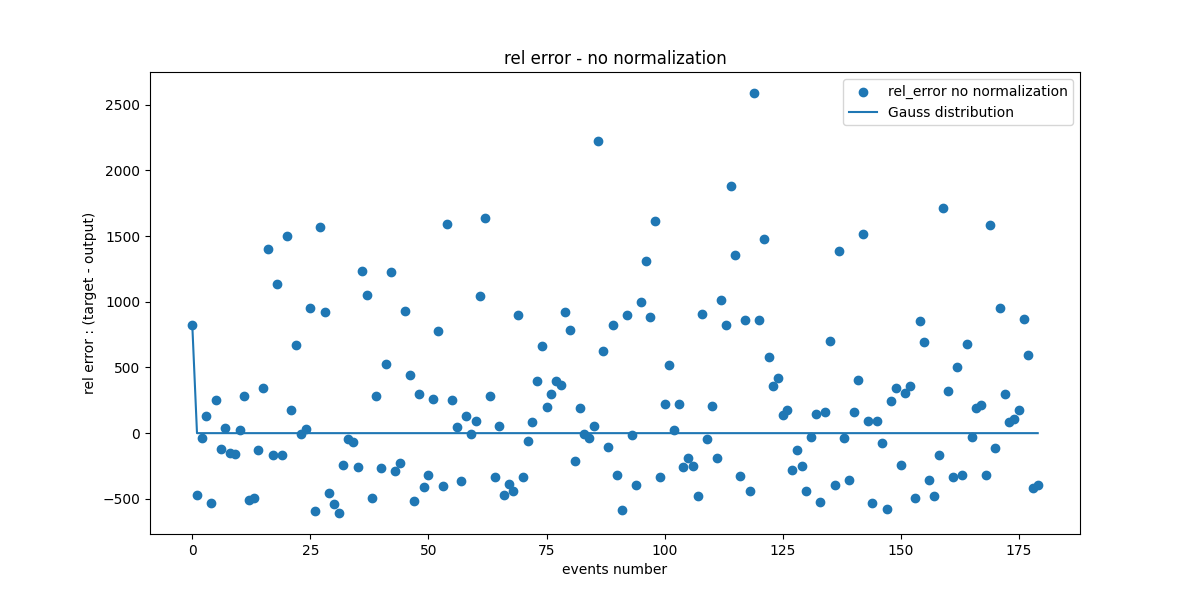 rel error - no normalization
rel_error no normalization
Gauss distribution
2500
2000
1500
1000
500
0
−500
rel error : (target - output)
0 25 50 75 100 125 150 175
events number